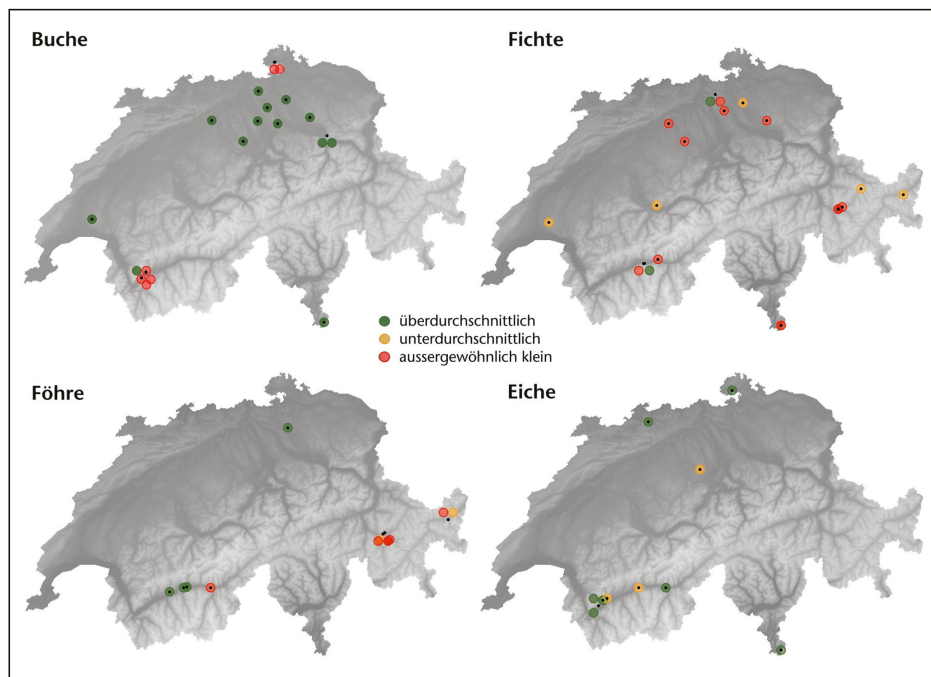 Buche
Fichte
überdurchschnittlich
unterdurchschnittlich
aussergewöhnlich klein
Föhre
Eiche